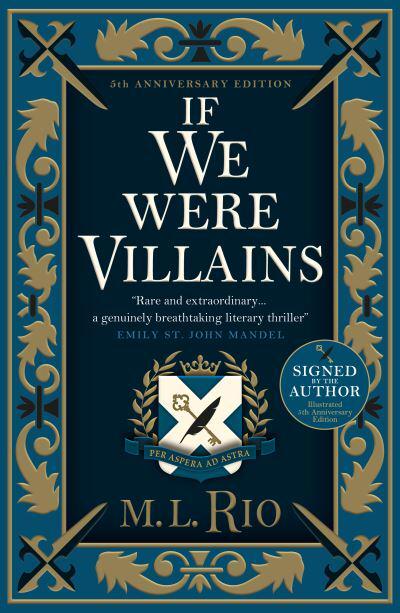 5th ANNIVERSARY EDITION
IF
WE
WERE
VILLAINS
“Rare and extraordinary...
a genuinely breathtaking literary thriller”
EMILY ST. JOHN MANDEL
SIGNED
BY THE
AUTHOR
Illustrated
5th Anniversary
Edition
PER ASPERA AD ASTRA
M. L. RIO